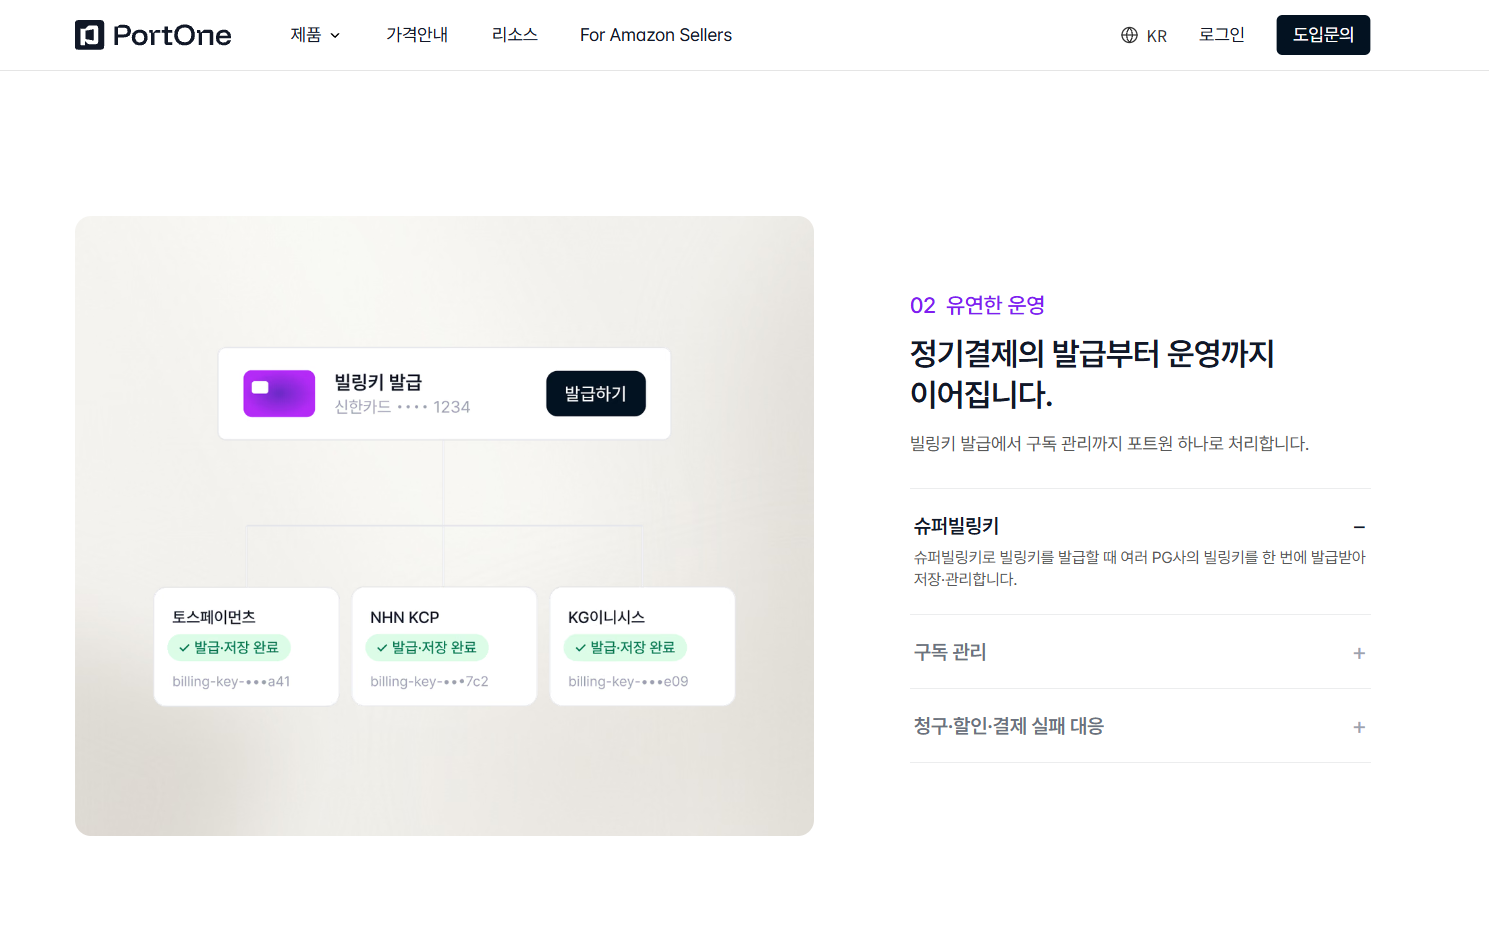 PortOne
제품
가격안내
리소스
For Amazon Sellers
KR
로그인
도입문의
빌링키 발급
신한카드 •••• 1234
발급하기
토스페이먼츠
✓ 발급·저장 완료
billing-key-•••a41
NHN KCP
✓ 발급·저장 완료
billing-key-•••7c2
KG이니시스
✓ 발급·저장 완료
billing-key-•••e09
02 유연한 운영
정기결제의 발급부터 운영까지
이어집니다.
빌링키 발급에서 구독 관리까지 포트원 하나로 처리합니다.
슈퍼빌링키 −
슈퍼빌링키로 빌링키를 발급할 때 여러 PG사의 빌링키를 한 번에 발급받아
저장·관리합니다.
구독 관리 +
청구·할인·결제 실패 대응 +